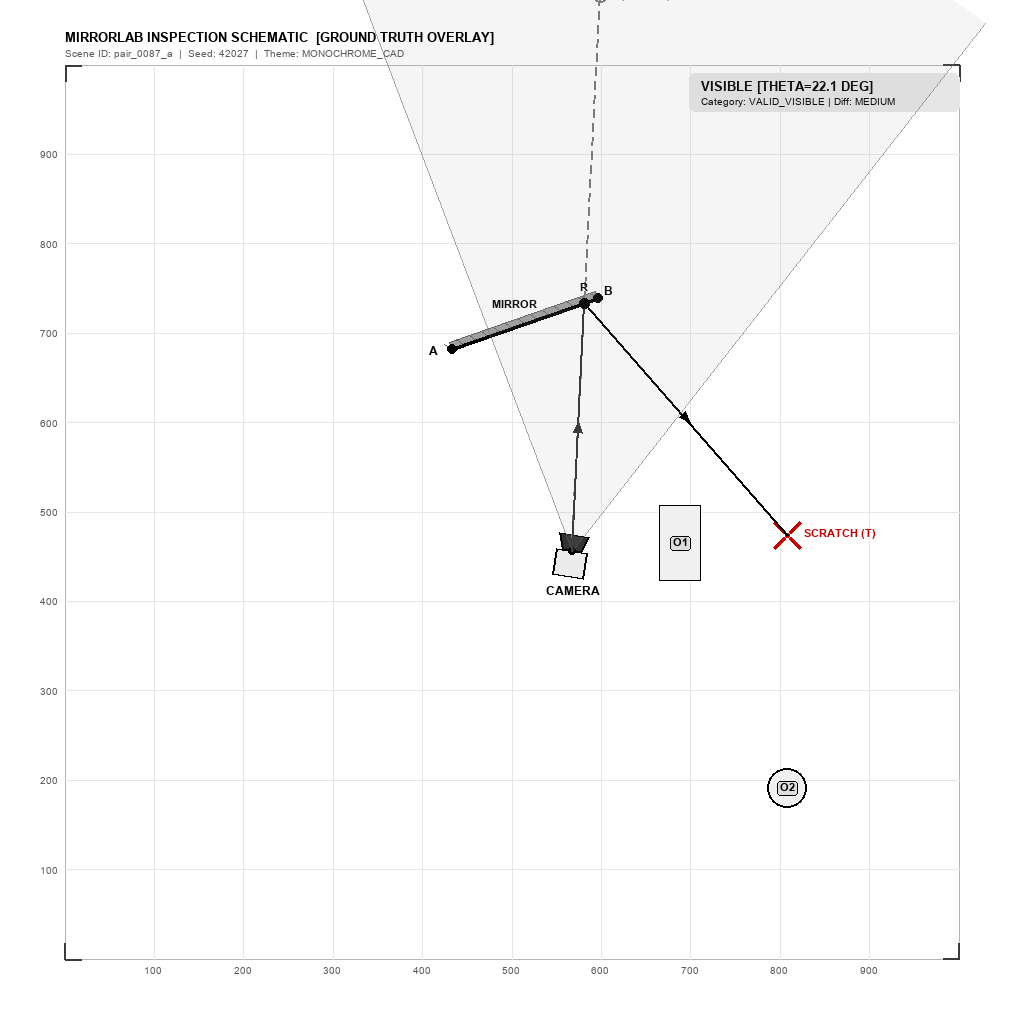 MIRRORLAB INSPECTION SCHEMATIC [GROUND TRUTH OVERLAY]
Scene ID: pair_0087_a | Seed: 42027 | Theme: MONOCHROME_CAD
VISIBLE [THETA=22.1 DEG]
Category: VALID_VISIBLE | Diff: MEDIUM
900
800
R
B
MIRROR
700
A
600
500
SCRATCH (T)
O1
CAMERA
400
300
200
O2
100
100
200
300
400
500
600
700
800
900